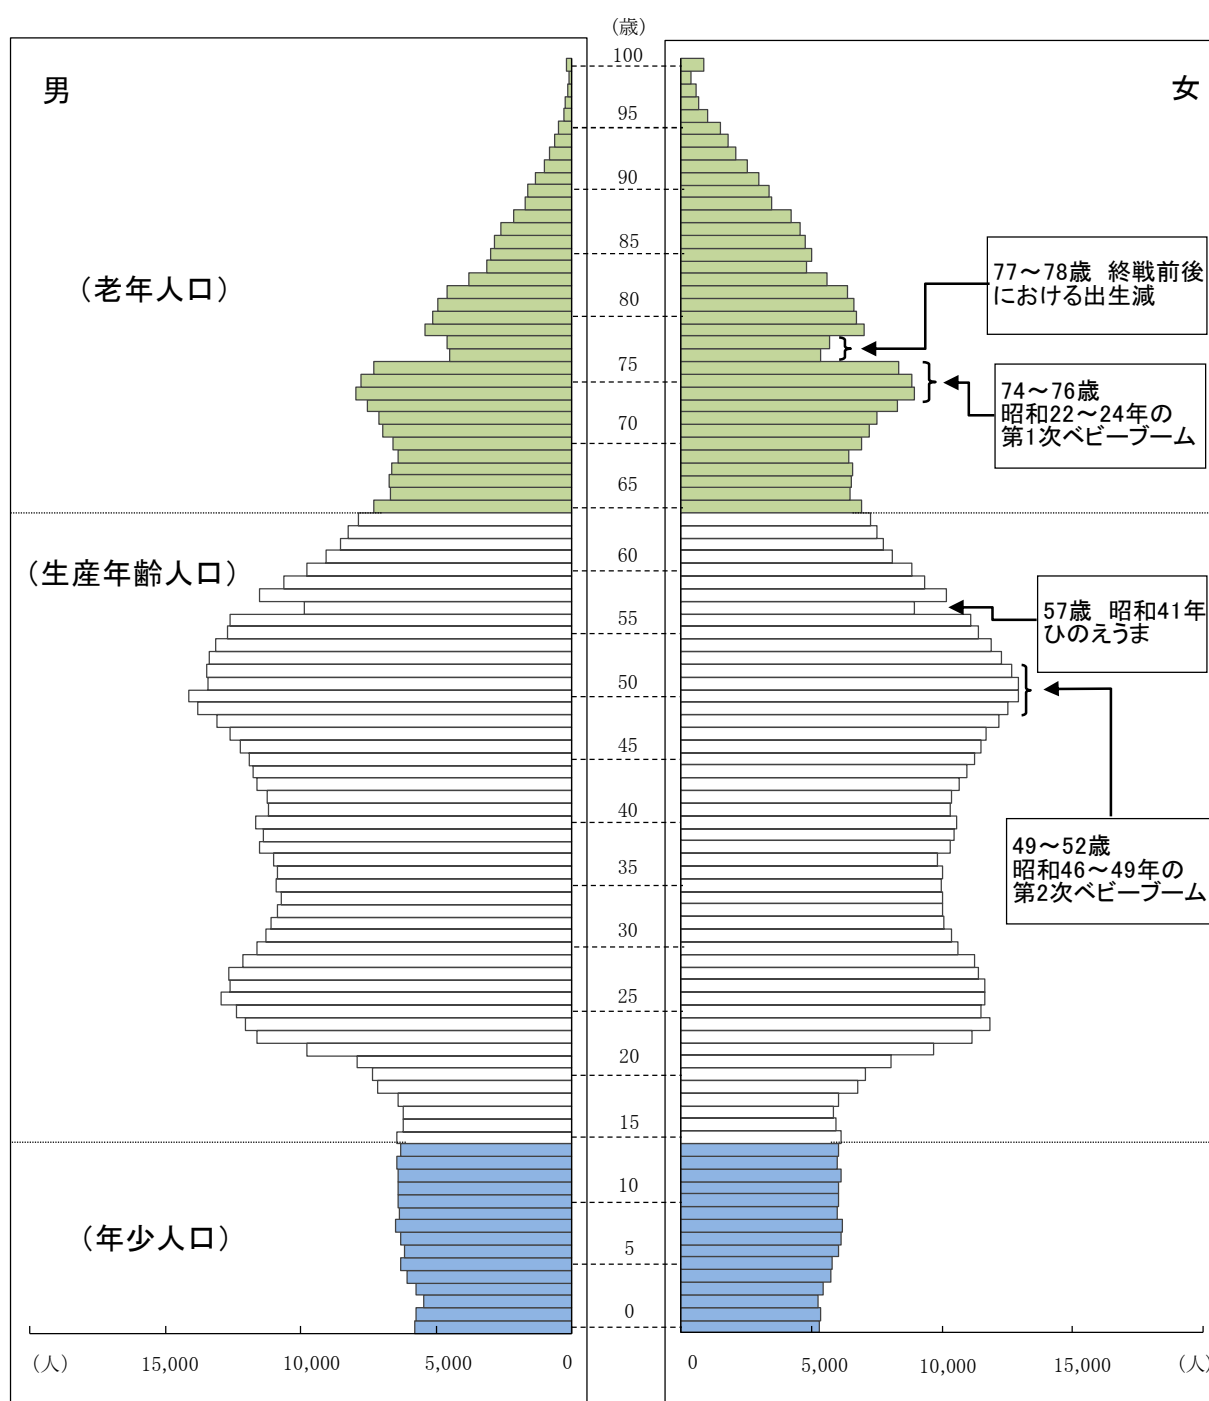 (歳)
男
女
100
95
90
85
80
75
70
65
60
55
50
45
40
35
30
25
20
15
10
5
0
(老年人口)
(生産年齢人口)
(年少人口)
77～78歳 終戦前後
における出生減
74～76歳
昭和22～24年の
第1次ベビーブーム
57歳 昭和41年
ひのえうま
49～52歳
昭和46～49年の
第2次ベビーブーム
(人) 15,000 10,000 5,000 0
0 5,000 10,000 15,000 (人)